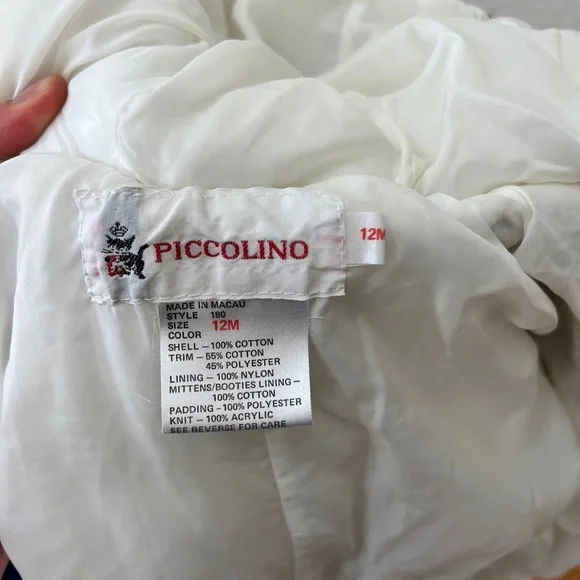 PICCOLINO
12M
MADE IN MACAU
STYLE 180
SIZE 12M
COLOR
SHELL – 100% COTTON
TRIM – 55% COTTON
45% POLYESTER
LINING – 100% NYLON
MITTENS/BOOTIES LINING –
100% COTTON
PADDING -100% POLYESTER
KNIT – 100% ACRYLIC
SEE REVERSE FOR CARE